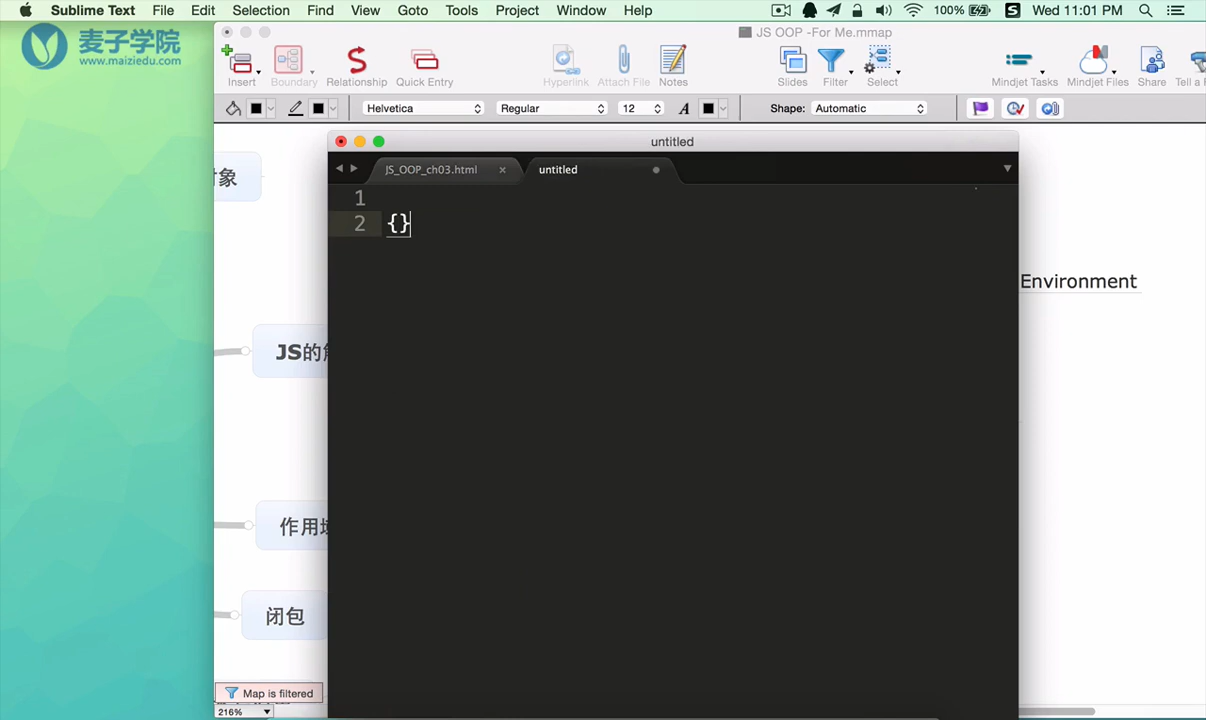 Sublime Text File Edit Selection Find View Goto Tools Project Window Help 100% Wed 11:01 PM
麦子学院
www.maiziedu.com
JS OOP -For Me.mmap
Insert Boundary Relationship Quick Entry Hyperlink Attach File Notes Slides Filter Select Mindjet Tasks Mindjet Files Share Tell a
Helvetica Regular 12 A Shape: Automatic
untitled
JS_OOP_ch03.html × untitled
对象
1
2 {}
Environment
JS的
作用
闭包
Map is filtered
216%